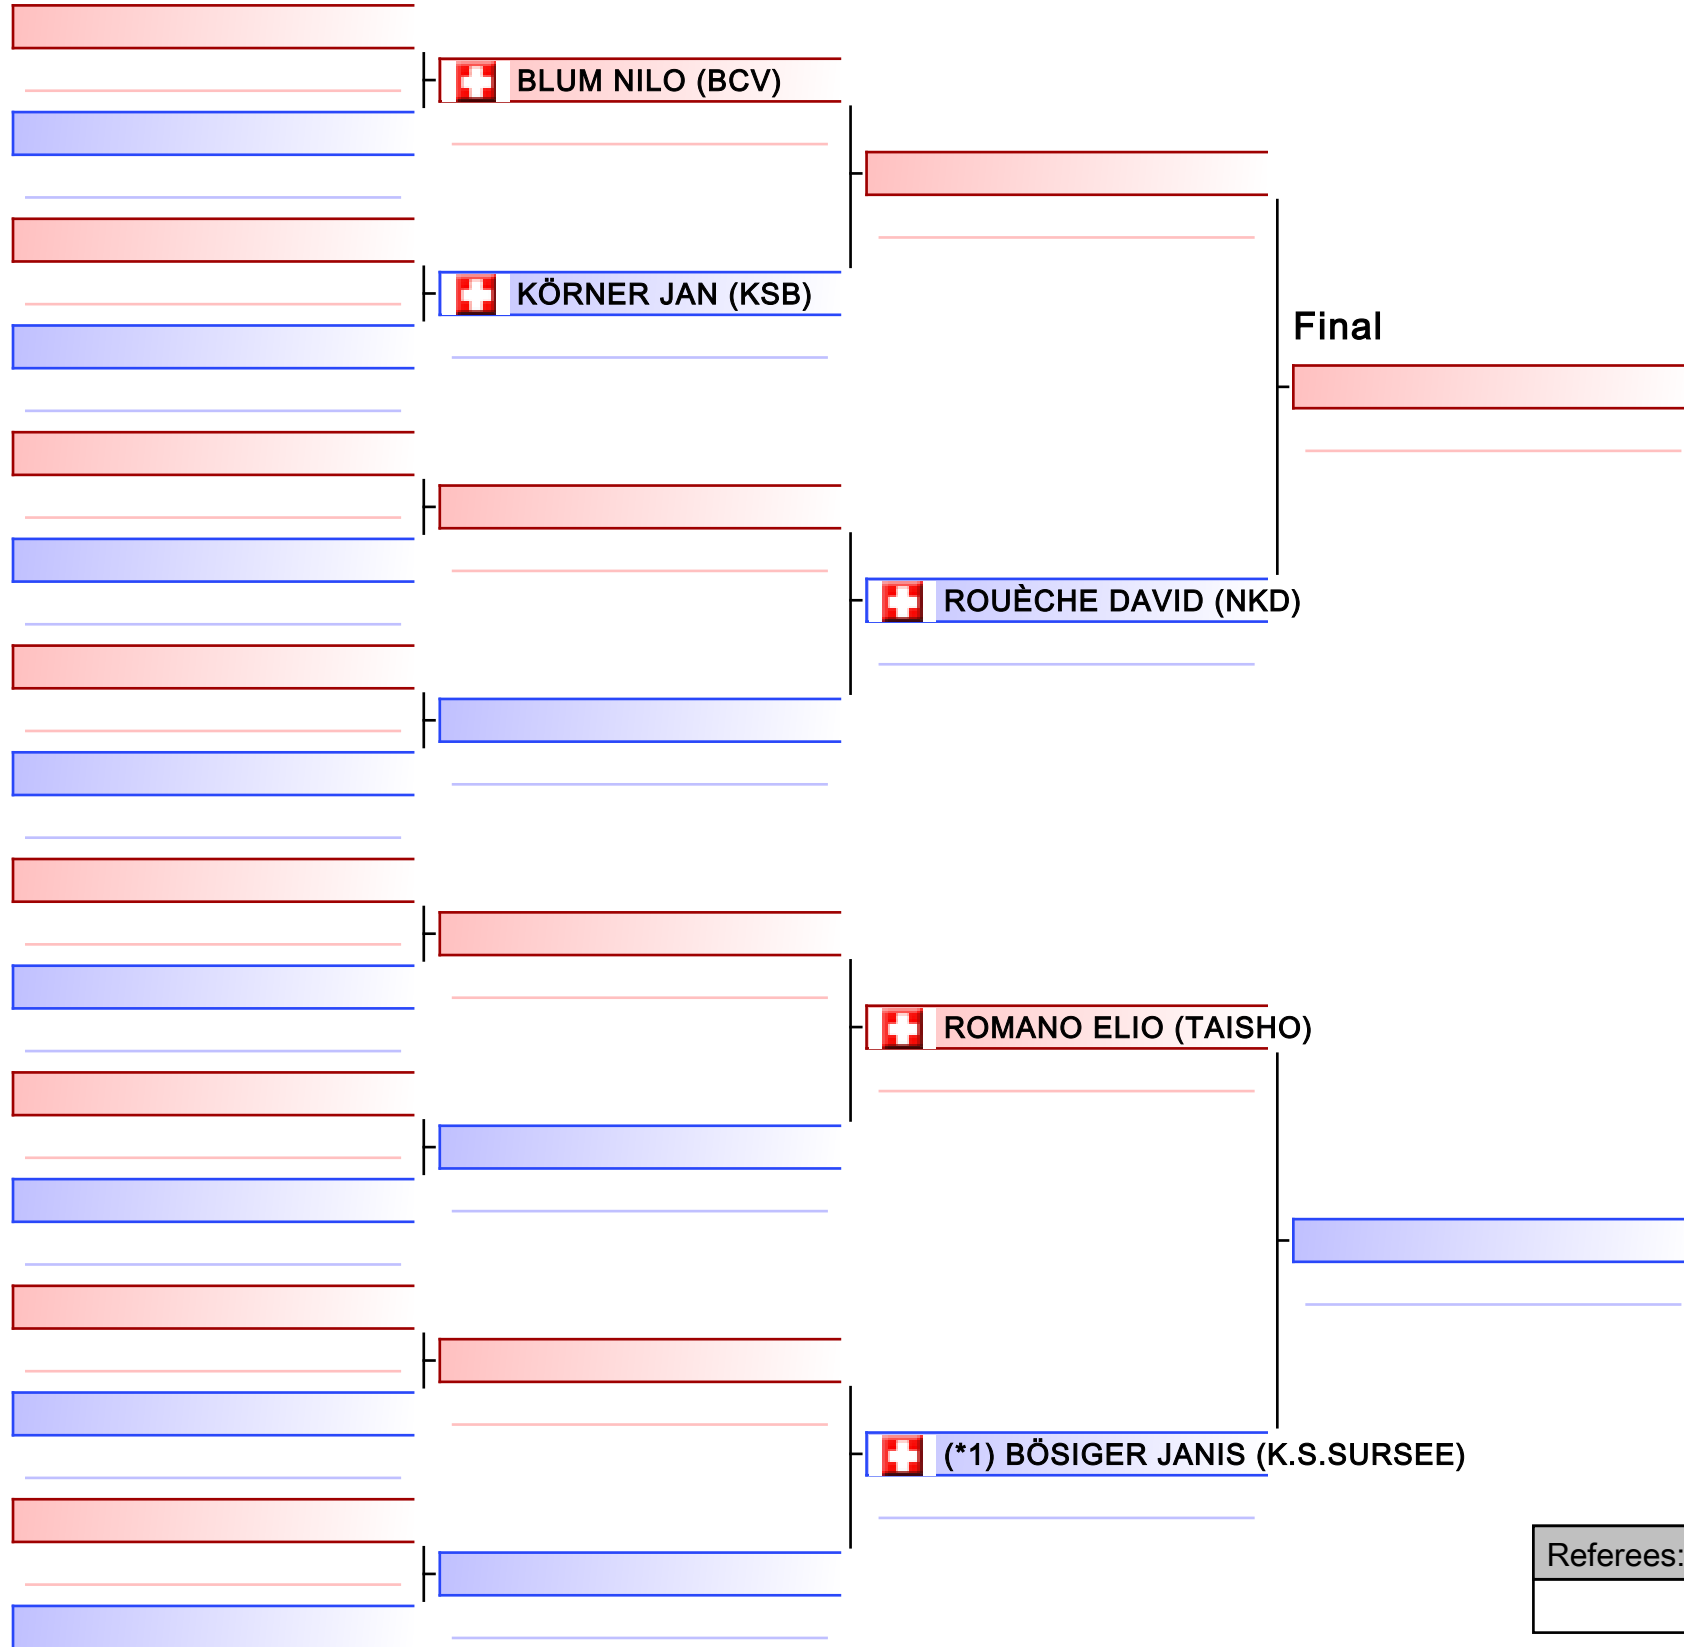 BLUM NILO (BCV)
KÖRNER JAN (KSB)
Final
ROUÈCHE DAVID (NKD)
ROMANO ELIO (TAISHO)
(*1) BÖSIGER JANIS (K.S.SURSEE)
Referees: